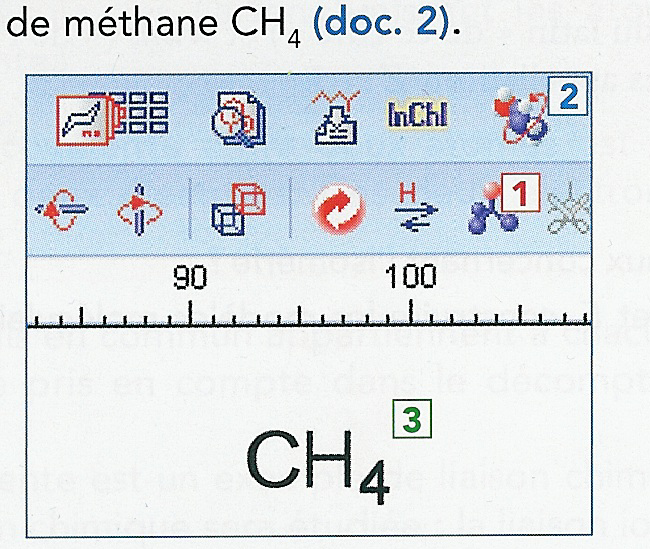 de méthane CH₄ (doc. 2).
2
InChI
H
1
90 100
3
CH₄